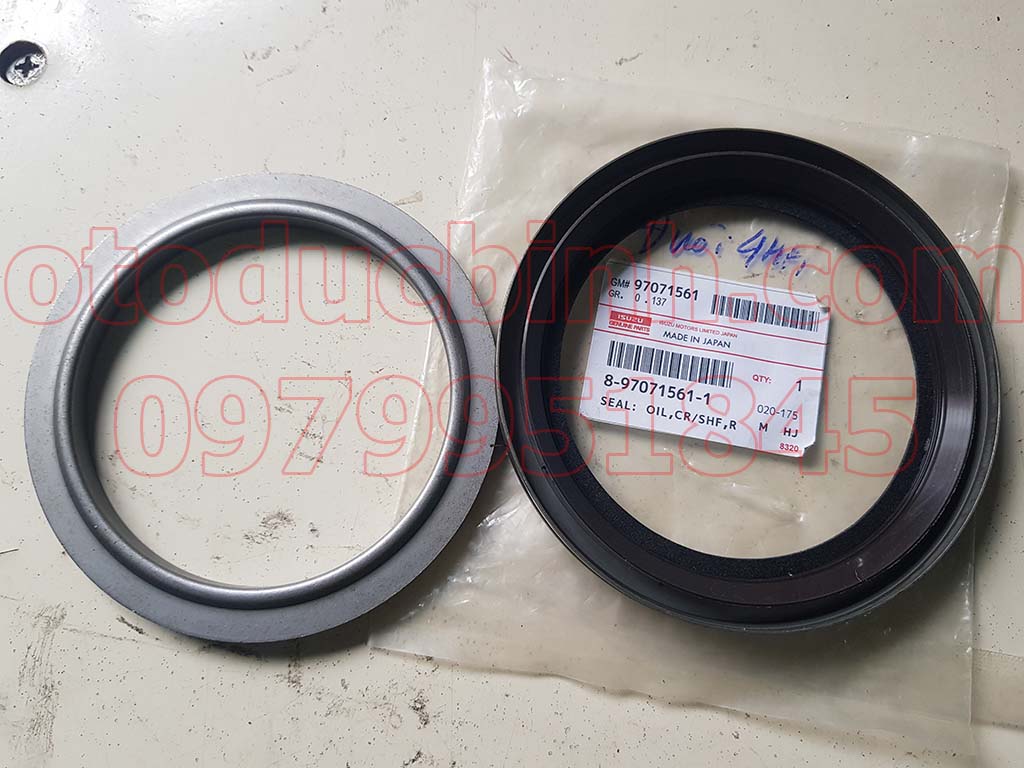 otoducbinh.com
0979951845
Đuôi 4HF1
GM# 97071561
GR. 0 . 137
ISUZU
GENUINE PARTS
ISUZU MOTORS LIMITED JAPAN
MADE IN JAPAN
QTY: 1
8-97071561-1
020-175
SEAL: OIL,CR/SHF,R M HJ
8320